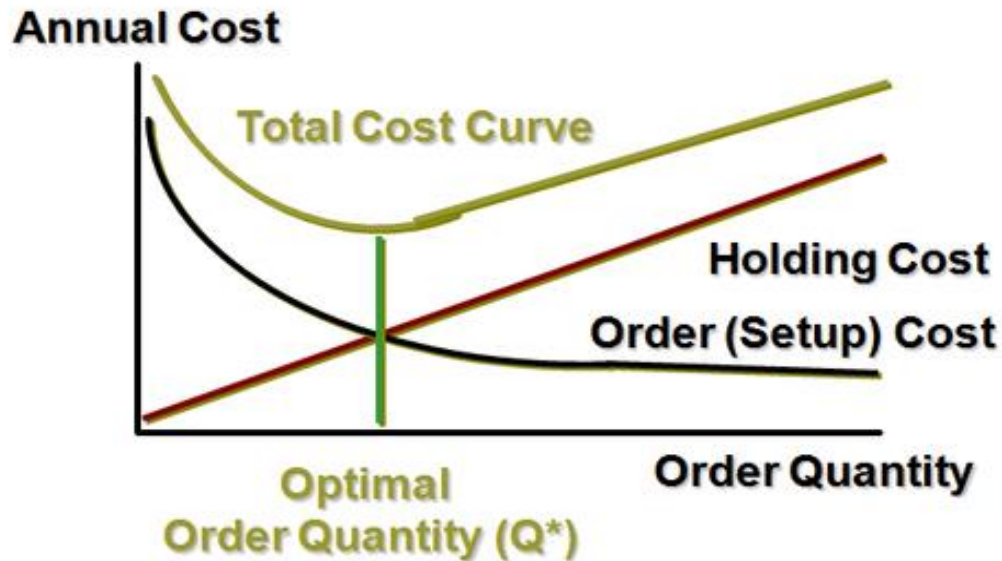 Annual Cost
Total Cost Curve
Holding Cost
Order (Setup) Cost
Order Quantity
Optimal
Order Quantity (Q*)